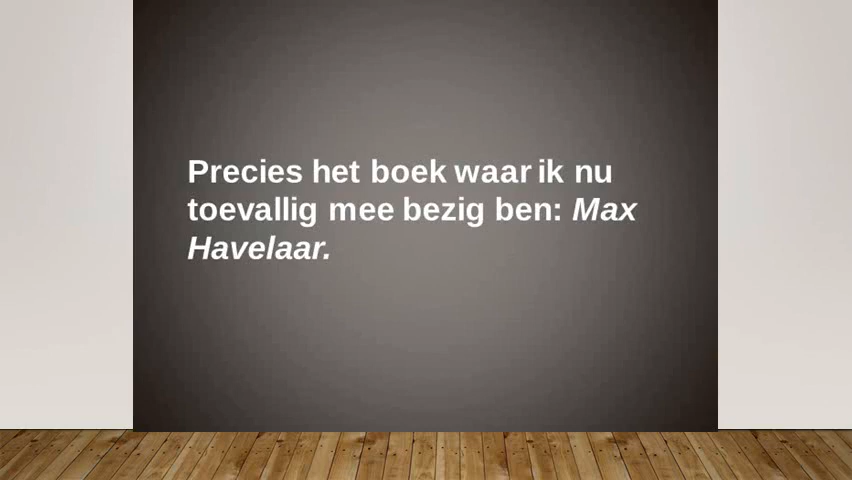 Precies het boek waar ik nu
toevallig mee bezig ben: Max
Havelaar.